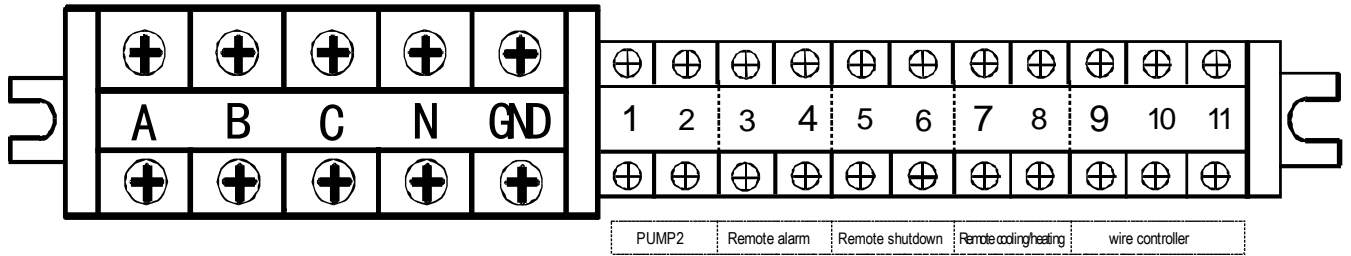 A B C N GND 1 2 3 4 5 6 7 8 9 10 11
PUMP2 Remote alarm Remote shutdown Remote cooling/heating wire controller